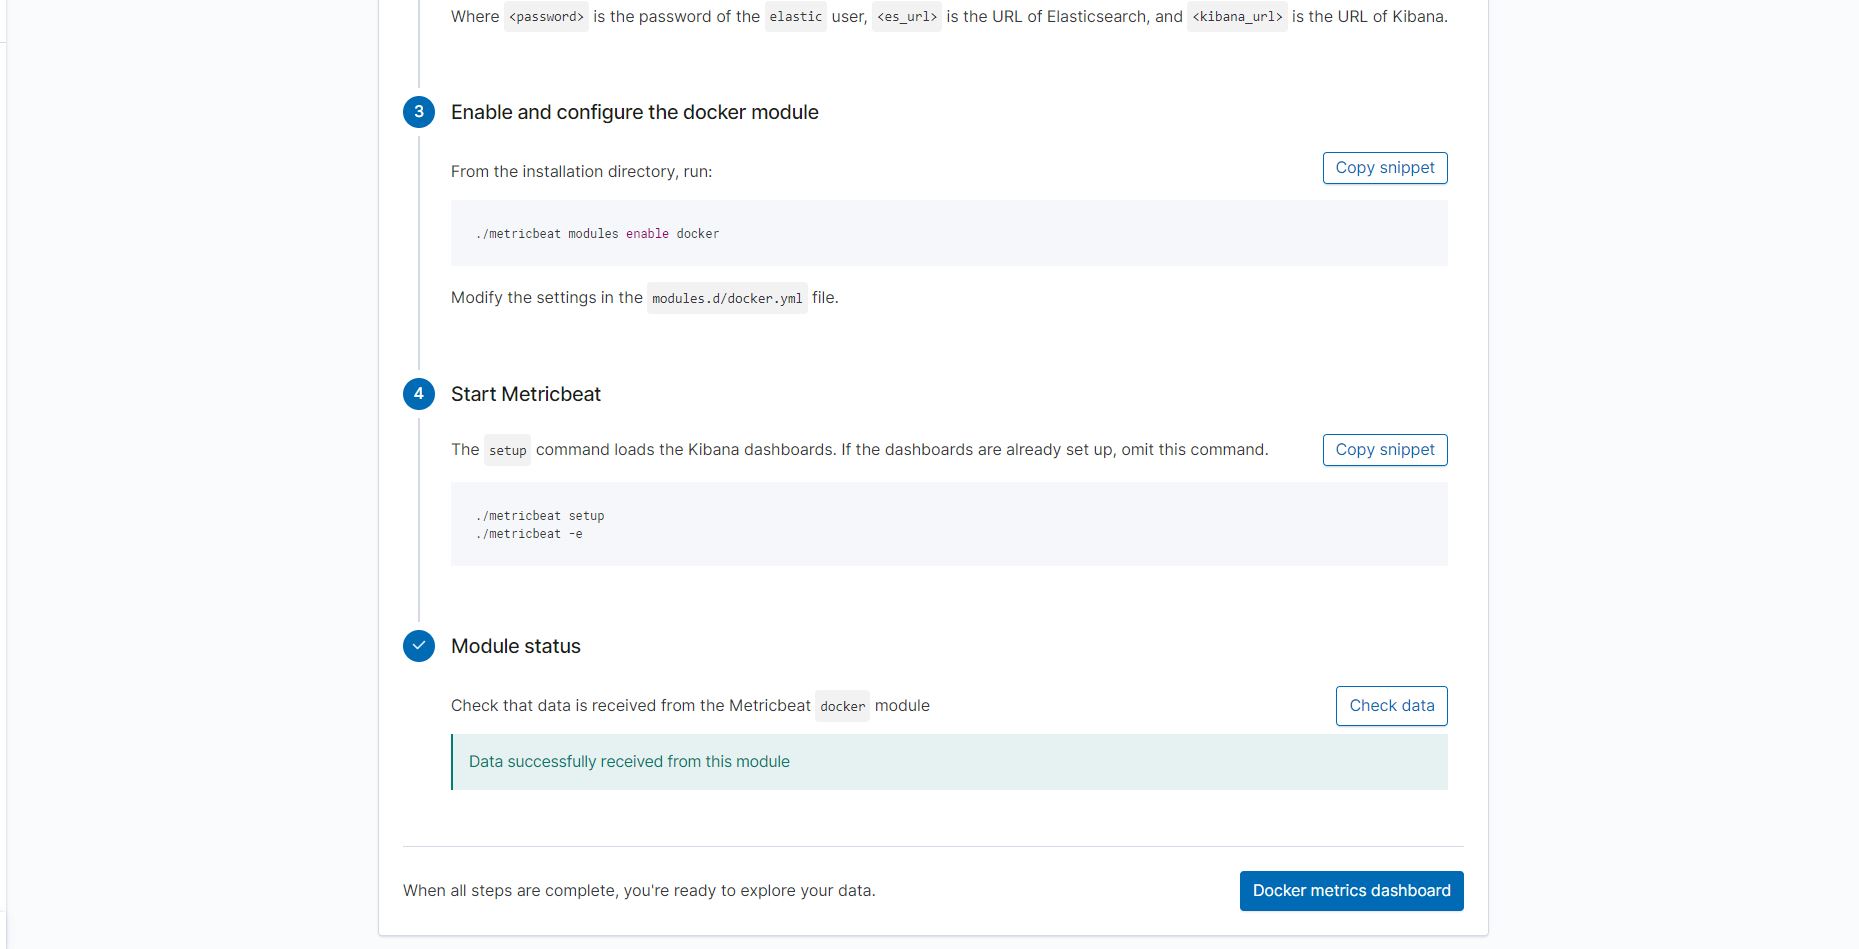 Where <password> is the password of the elastic user, <es_url> is the URL of Elasticsearch, and <kibana_url> is the URL of Kibana.
3 Enable and configure the docker module
From the installation directory, run: Copy snippet
./metricbeat modules enable docker
Modify the settings in the modules.d/docker.yml file.
4 Start Metricbeat
The setup command loads the Kibana dashboards. If the dashboards are already set up, omit this command. Copy snippet
./metricbeat setup
./metricbeat -e
Module status
Check that data is received from the Metricbeat docker module Check data
Data successfully received from this module
When all steps are complete, you're ready to explore your data. Docker metrics dashboard